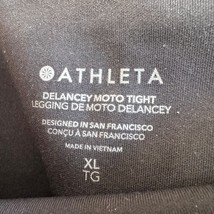 ATHLETA
DELANCEY MOTO TIGHT
LEGGING DE MOTO DELANCEY
DESIGNED IN SAN FRANCISCO
CONÇU À SAN FRANCISCO
MADE IN VIETNAM
XL
TG